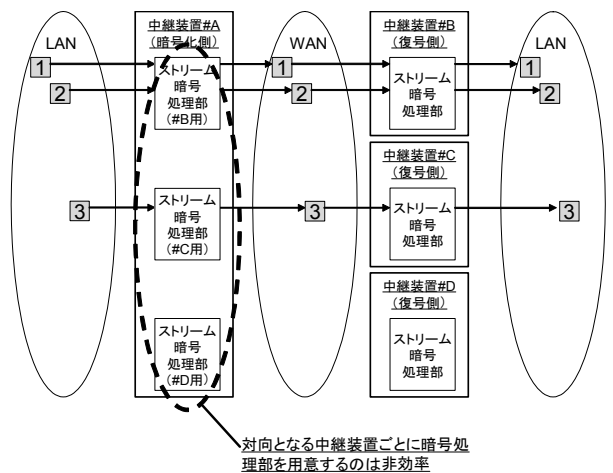 LAN
中継装置#A
(暗号化側)
WAN
中継装置#B
(復号側)
LAN
1
2
3
ストリーム
暗号
処理部
(#B用)
ストリーム
暗号
処理部
(#C用)
ストリーム
暗号
処理部
(#D用)
1
2
3
ストリーム
暗号
処理部
中継装置#C
(復号側)
ストリーム
暗号
処理部
中継装置#D
(復号側)
ストリーム
暗号
処理部
1
2
3
対向となる中継装置ごとに暗号処
理部を用意するのは非効率